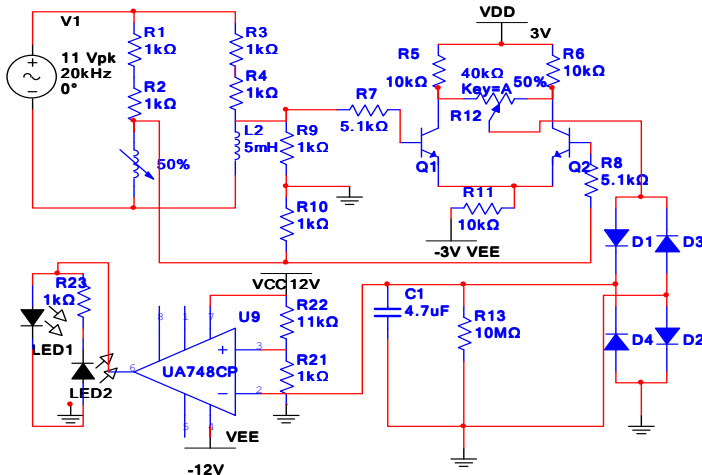 V1
11 Vpk
20kHz
0°
R1
1kΩ
R2
1kΩ
50%
R3
1kΩ
R4
1kΩ
L2
5mH
R9
1kΩ
R10
1kΩ
R7
5.1kΩ
VDD
3V
R5
10kΩ
R6
10kΩ
40kΩ
Key=A
50%
R12
Q1
Q2
R8
5.1kΩ
R11
10kΩ
-3V VEE
D1
D3
D4
D2
C1
4.7uF
R13
10MΩ
VCC 12V
R22
11kΩ
R21
1kΩ
U9
UA748CP
8
1
7
3
2
6
5
4
+
−
VEE
-12V
R23
1kΩ
LED1
LED2